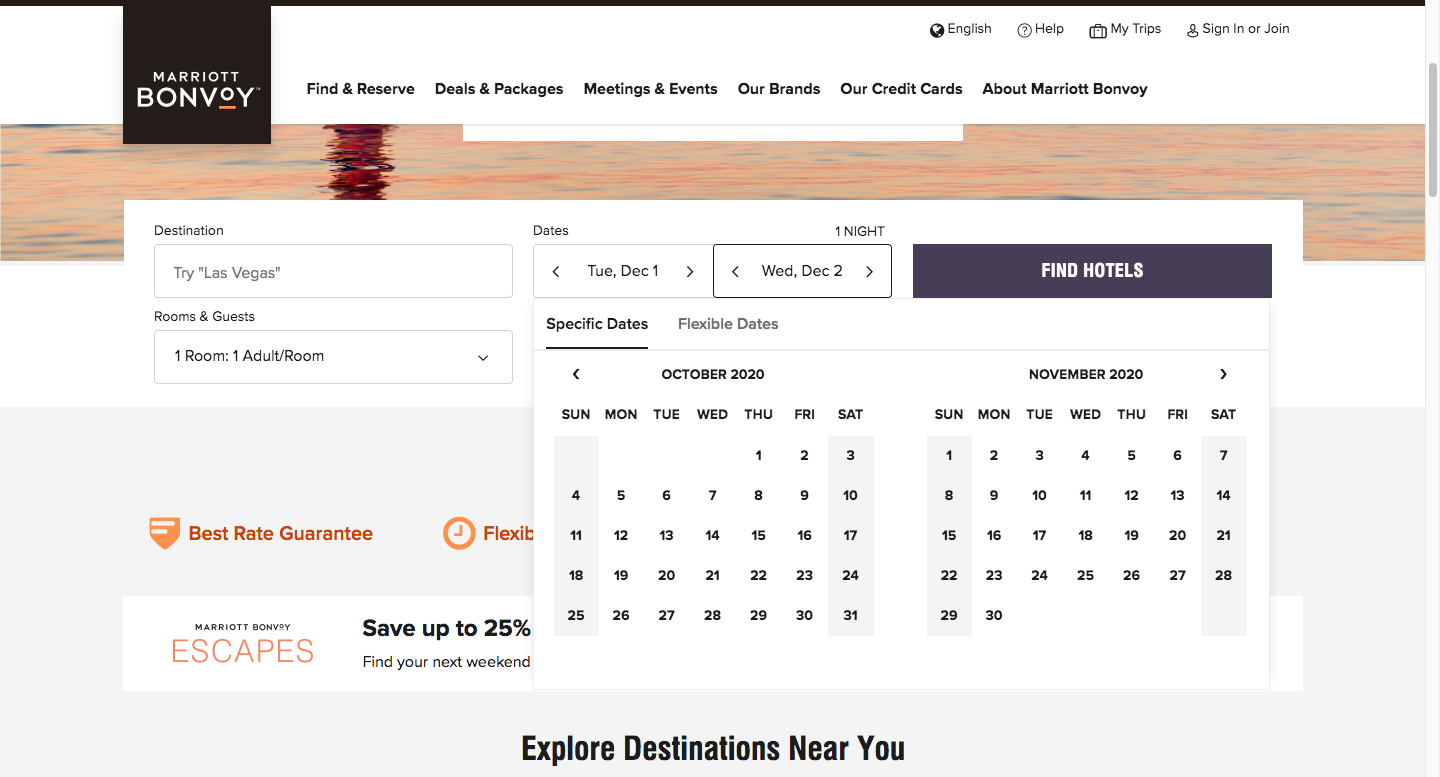 English Help My Trips Sign In or Join
MARRIOTT
BONVOY™
Find & Reserve Deals & Packages Meetings & Events Our Brands Our Credit Cards About Marriott Bonvoy
Destination
Try "Las Vegas"
Dates
1 NIGHT
Tue, Dec 1
Wed, Dec 2
FIND HOTELS
Rooms & Guests
1 Room: 1 Adult/Room
Specific Dates Flexible Dates
OCTOBER 2020
SUN MON TUE WED THU FRI SAT
1 2 3
4 5 6 7 8 9 10
11 12 13 14 15 16 17
18 19 20 21 22 23 24
25 26 27 28 29 30 31
NOVEMBER 2020
SUN MON TUE WED THU FRI SAT
1 2 3 4 5 6 7
8 9 10 11 12 13 14
15 16 17 18 19 20 21
22 23 24 25 26 27 28
29 30
Best Rate Guarantee
Flexib
MARRIOTT BONVOY
ESCAPES
Save up to 25%
Find your next weekend
Explore Destinations Near You